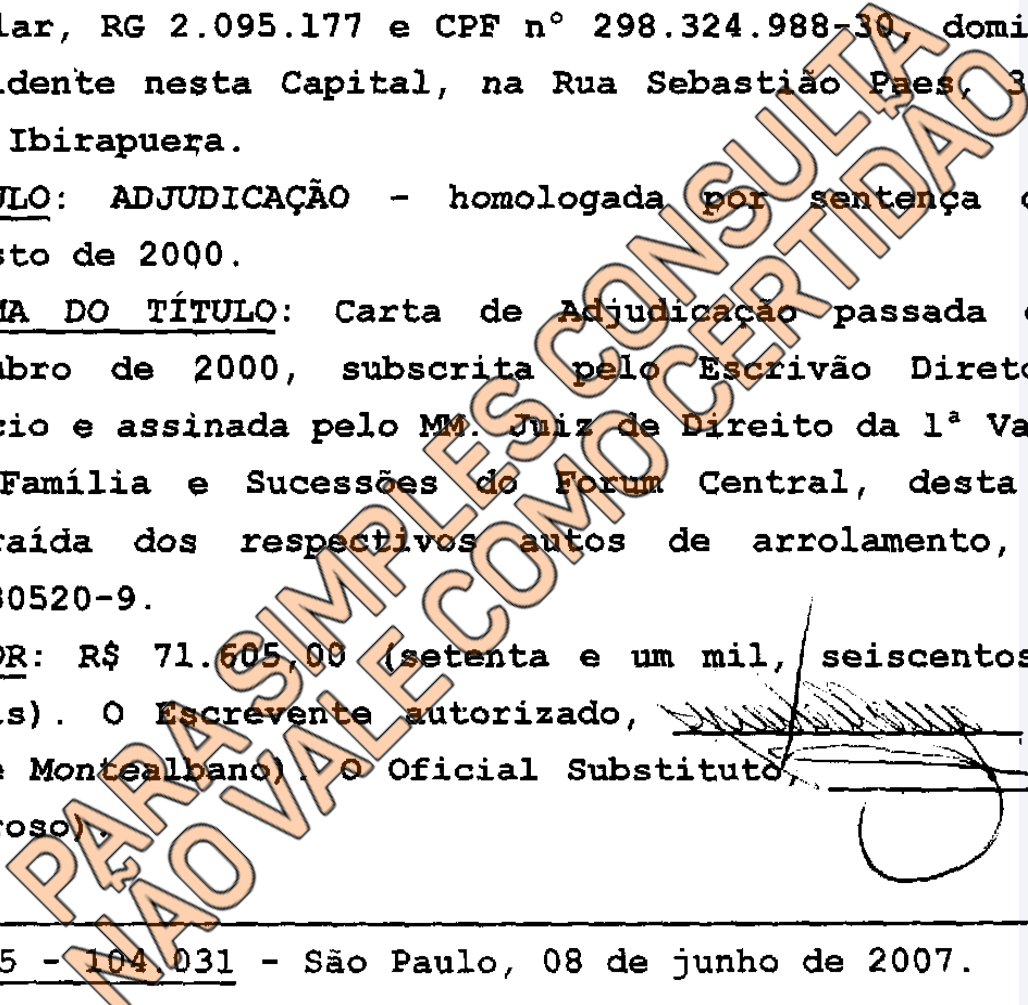 lar, RG 2.095.177 e CPF nº 298.324.988-30, domi
idente nesta Capital, na Rua Sebastião Paes, 3
Ibirapuera.
ULO: ADJUDICAÇÃO - homologada por sentença
sto de 2000.
MA DO TÍTULO: Carta de Adjudicação passada
ubro de 2000, subscrita pelo Escrivão Direto
cio e assinada pelo MM. Juiz de Direito da 1ª Va
Família e Sucessões do Forum Central, desta
raída dos respectivos autos de arrolamento,
30520-9.
OR: R$ 71.605,00 (setenta e um mil, seiscentos
is). O Escrevente autorizado,
e Montealbano). O Oficial Substituto,
roso).
5 - 104.031 - São Paulo, 08 de junho de 2007.
PARA SIMPLES CONSULTA
NÃO VALE COMO CERTIDÃO